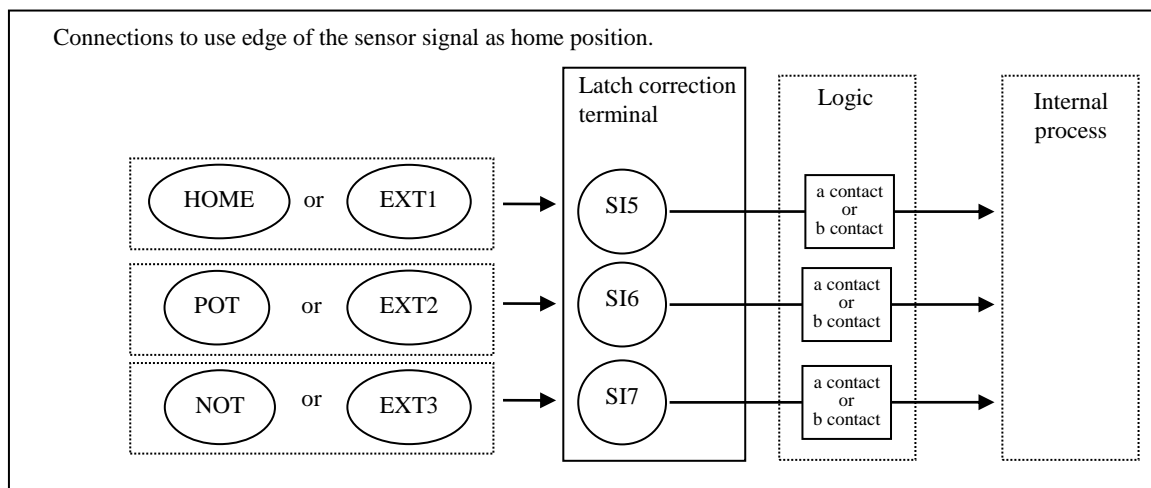 Connections to use edge of the sensor signal as home position.
Latch correction
terminal
Logic
Internal
process
HOME or EXT1
SI5
a contact
or
b contact
POT or EXT2
SI6
a contact
or
b contact
NOT or EXT3
SI7
a contact
or
b contact